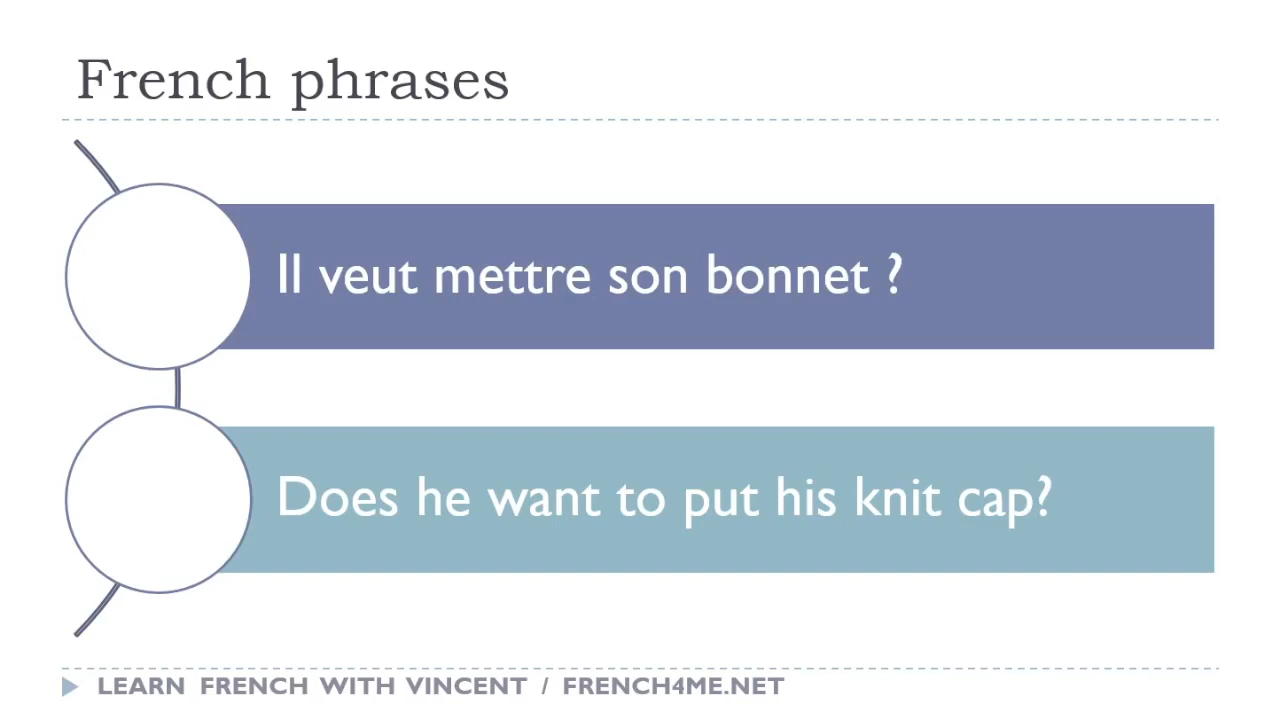 French phrases
Il veut mettre son bonnet ?
Does he want to put his knit cap?
LEARN FRENCH WITH VINCENT / FRENCH4ME.NET